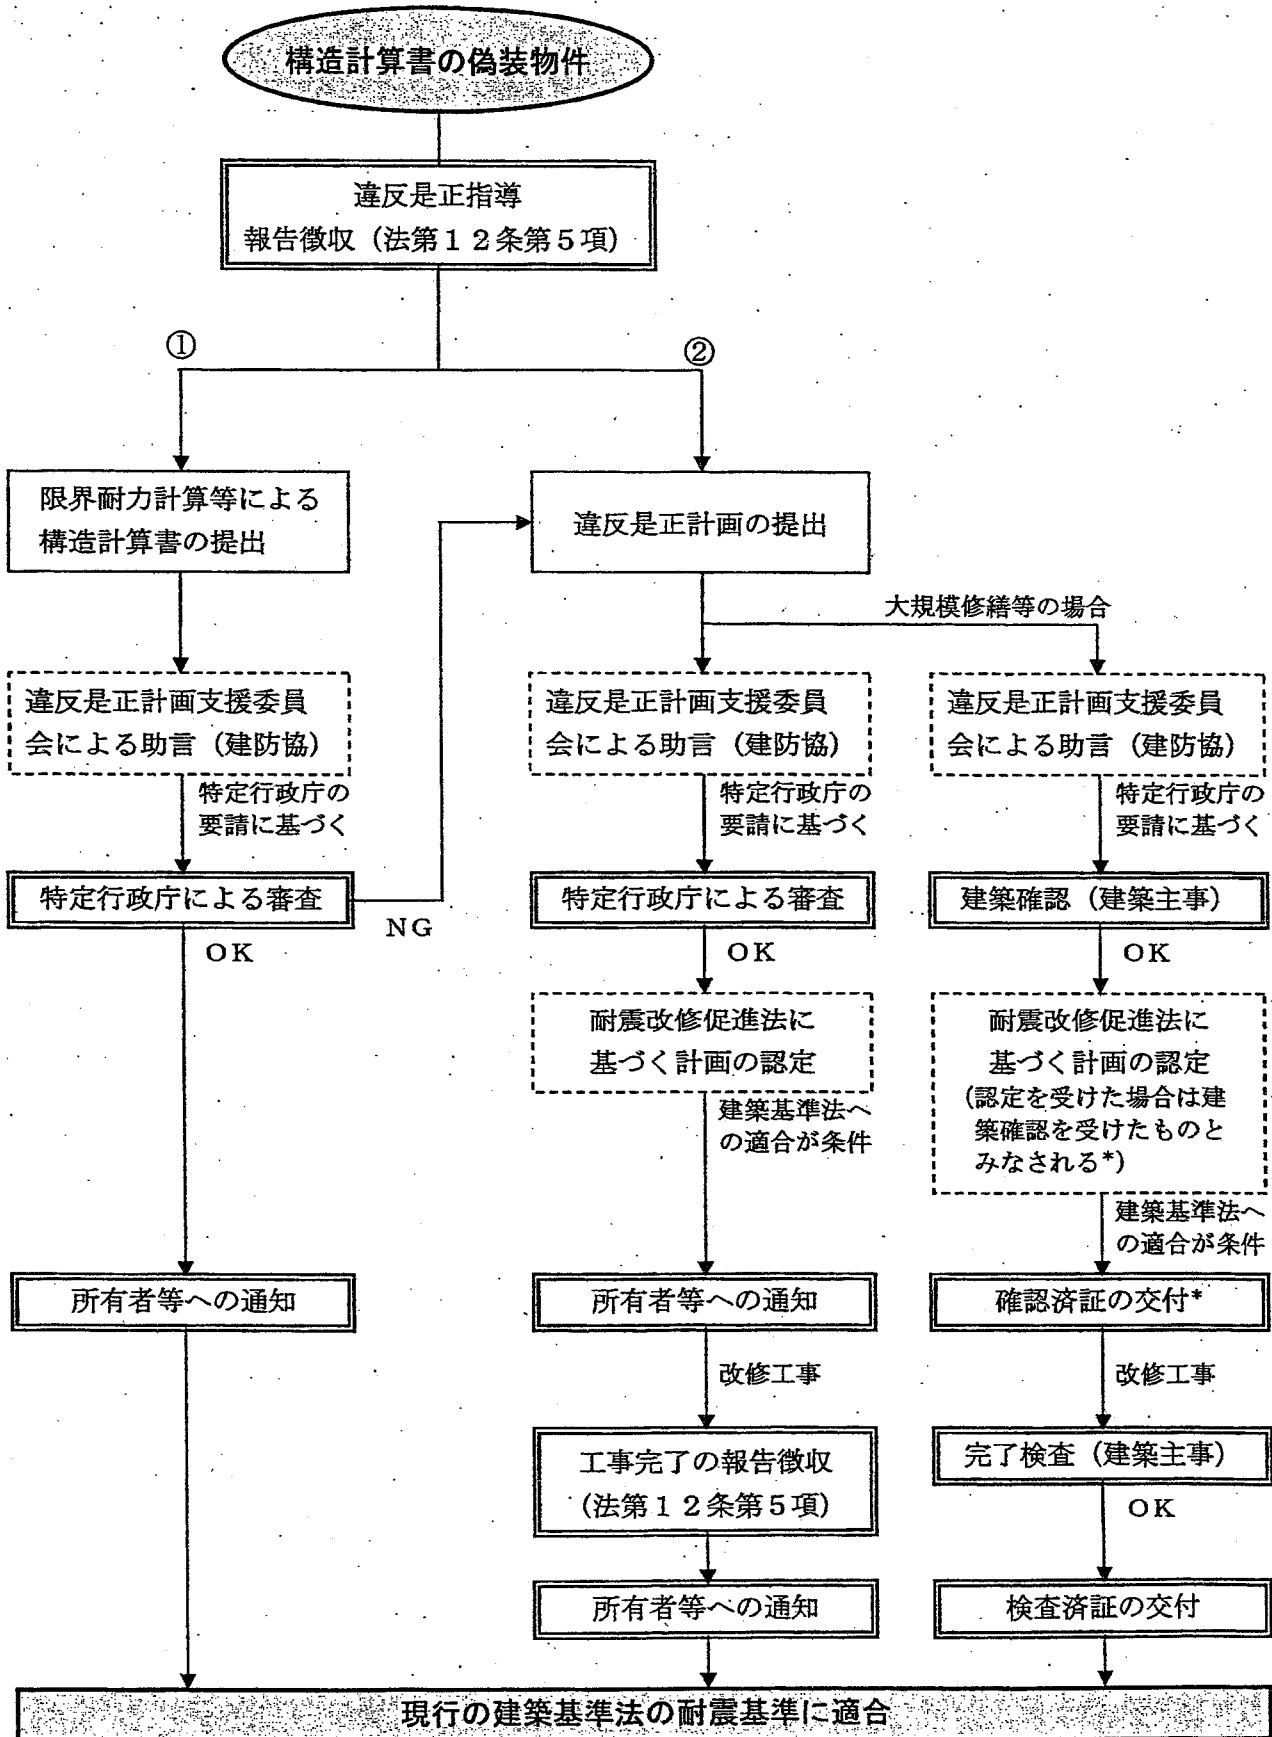 構造計算書の偽装物件
違反是正指導
報告徴収（法第１２条第５項）
①
②
限界耐力計算等による
構造計算書の提出
違反是正計画の提出
大規模修繕等の場合
違反是正計画支援委員
会による助言（建防協）
違反是正計画支援委員
会による助言（建防協）
違反是正計画支援委員
会による助言（建防協）
特定行政庁の
要請に基づく
特定行政庁の
要請に基づく
特定行政庁の
要請に基づく
特定行政庁による審査
NG
特定行政庁による審査
建築確認（建築主事）
OK
OK
OK
耐震改修促進法に
基づく計画の認定
耐震改修促進法に
基づく計画の認定
（認定を受けた場合は建
築確認を受けたものと
みなされる*）
建築基準法へ
の適合が条件
建築基準法へ
の適合が条件
所有者等への通知
所有者等への通知
確認済証の交付*
改修工事
改修工事
工事完了の報告徴収
（法第１２条第５項）
完了検査（建築主事）
OK
所有者等への通知
検査済証の交付
現行の建築基準法の耐震基準に適合